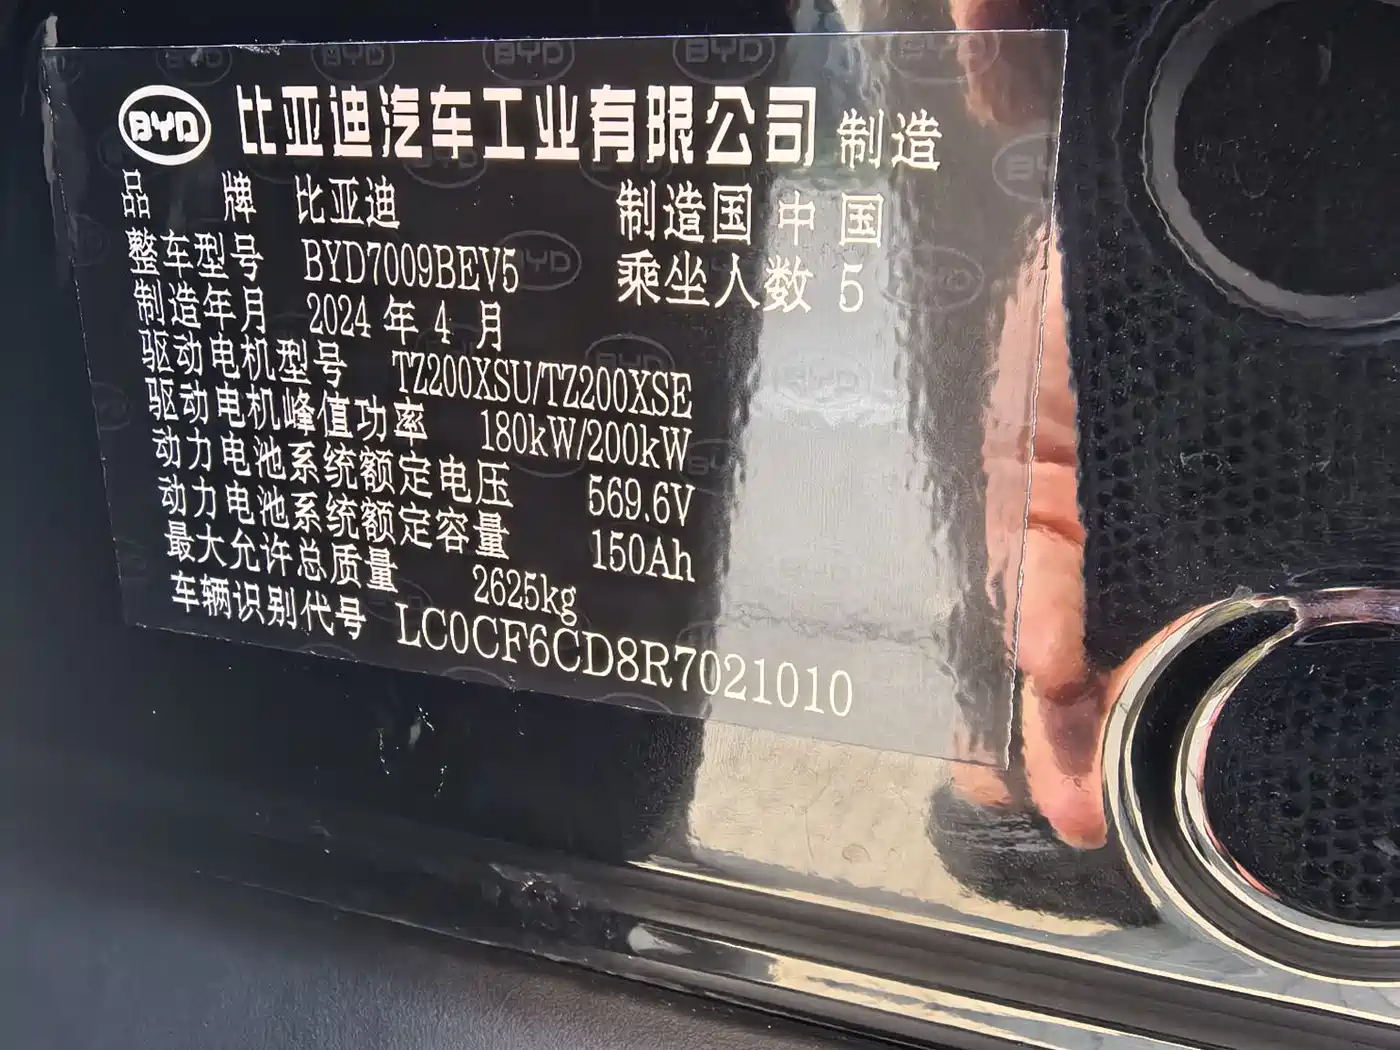 BYD 比亚迪汽车工业有限公司 制造
品 牌 比亚迪 制造国 中 国
整车型号 BYD7009BEV5 乘坐人数 5
制造年月 2024 年 4 月
驱动电机型号 TZ200XSU/TZ200XSE
驱动电机峰值功率 180kW/200kW
动力电池系统额定电压 569.6V
动力电池系统额定容量 150Ah
最大允许总质量 2625kg
车辆识别代号 LC0CF6CD8R7021010